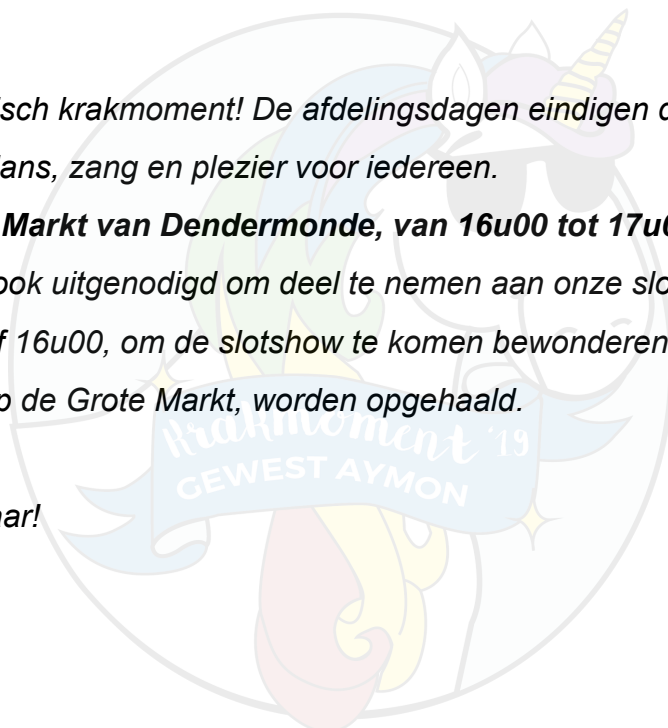 isch krakmoment! De afdelingsdagen eindigen
ans, zang en plezier voor iedereen.
Markt van Dendermonde, van 16u00 tot 17u0
ook uitgenodigd om deel te nemen aan onze slo
f 16u00, om de slotshow te komen bewonderen
p de Grote Markt, worden opgehaald.
Krakmoment '19
GEWEST AYMON
aar!